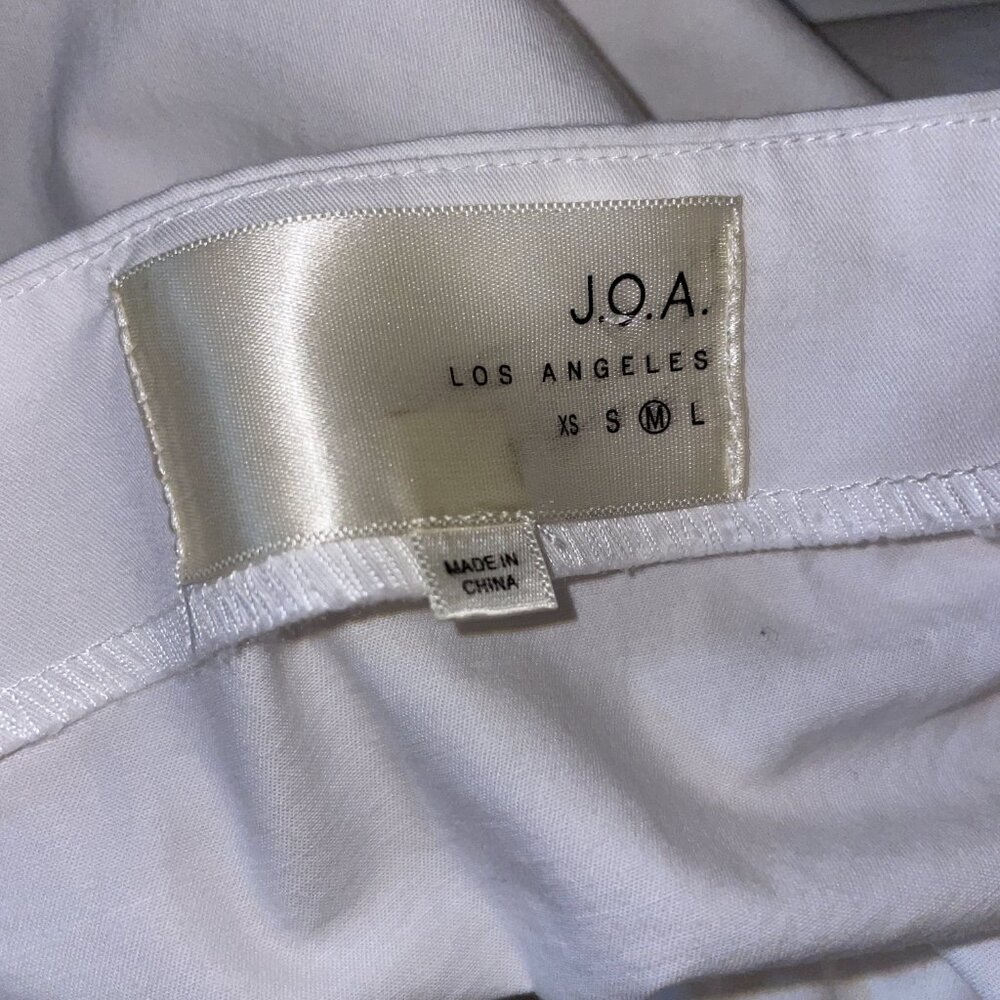 J.O.A.
LOS ANGELES
XS S M L
MADE IN
CHINA